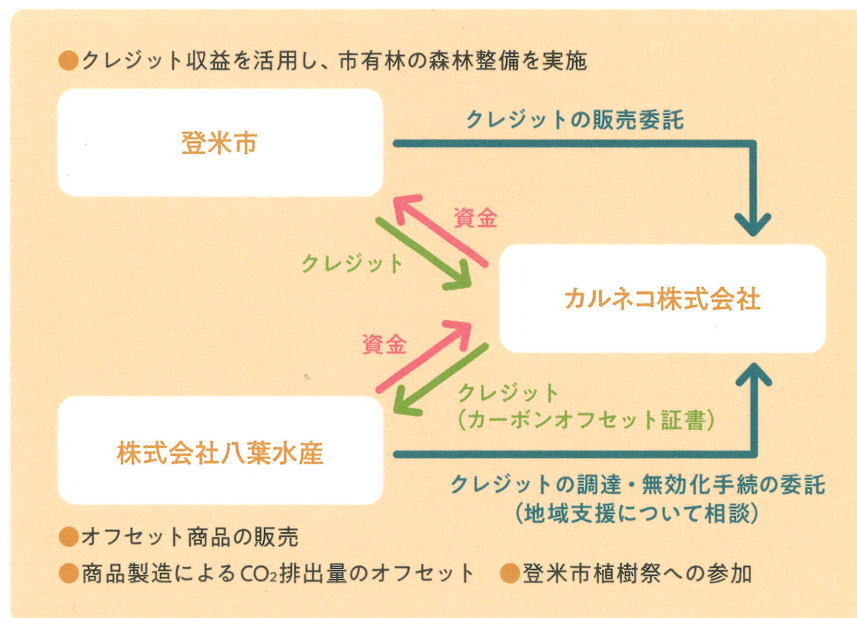 ●クレジット収益を活用し、市有林の森林整備を実施
登米市
クレジットの販売委託
資金
クレジット
カルネコ株式会社
資金
クレジット
(カーボンオフセット証書)
株式会社八葉水産
クレジットの調達・無効化手続の委託
(地域支援について相談)
●オフセット商品の販売
●商品製造によるCO₂排出量のオフセット ●登米市植樹祭への参加